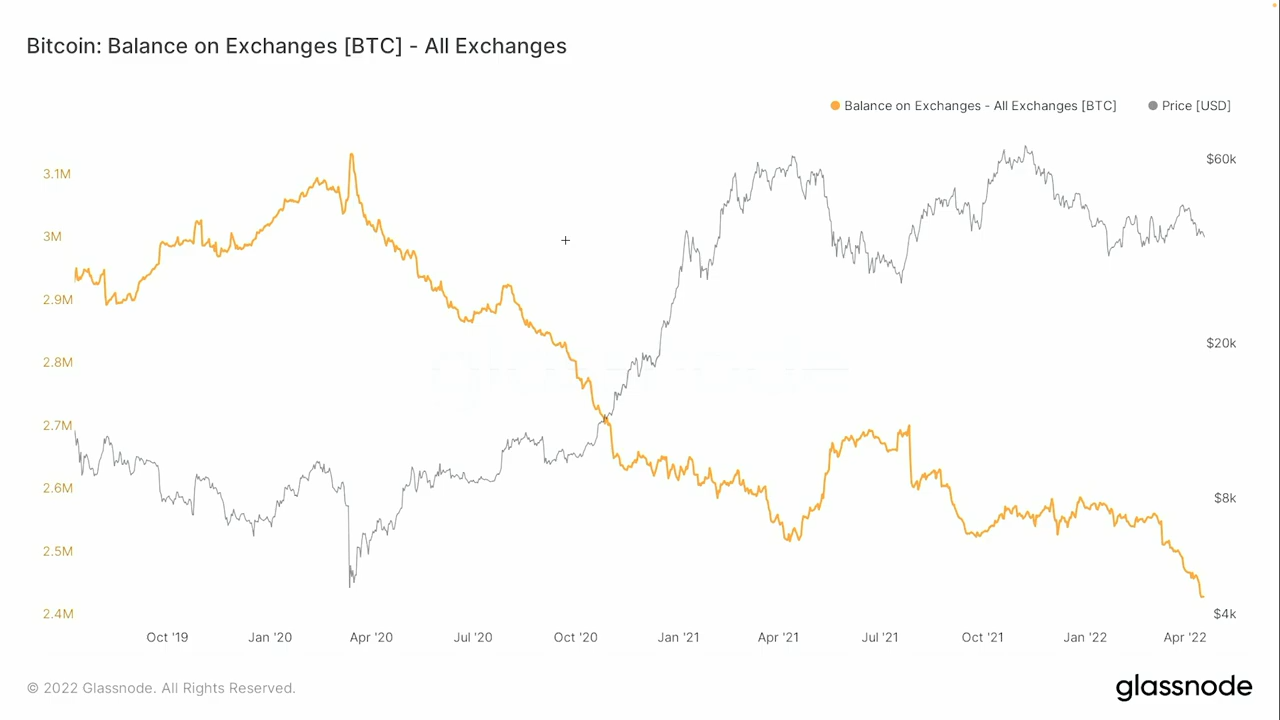 Bitcoin: Balance on Exchanges [BTC] - All Exchanges
Balance on Exchanges - All Exchanges [BTC] Price [USD]
3.1M
3M
2.9M
2.8M
2.7M
2.6M
2.5M
2.4M
$60k
$20k
$8k
$4k
glassnode
Oct '19 Jan '20 Apr '20 Jul '20 Oct '20 Jan '21 Apr '21 Jul '21 Oct '21 Jan '22 Apr '22
© 2022 Glassnode. All Rights Reserved.
glassnode